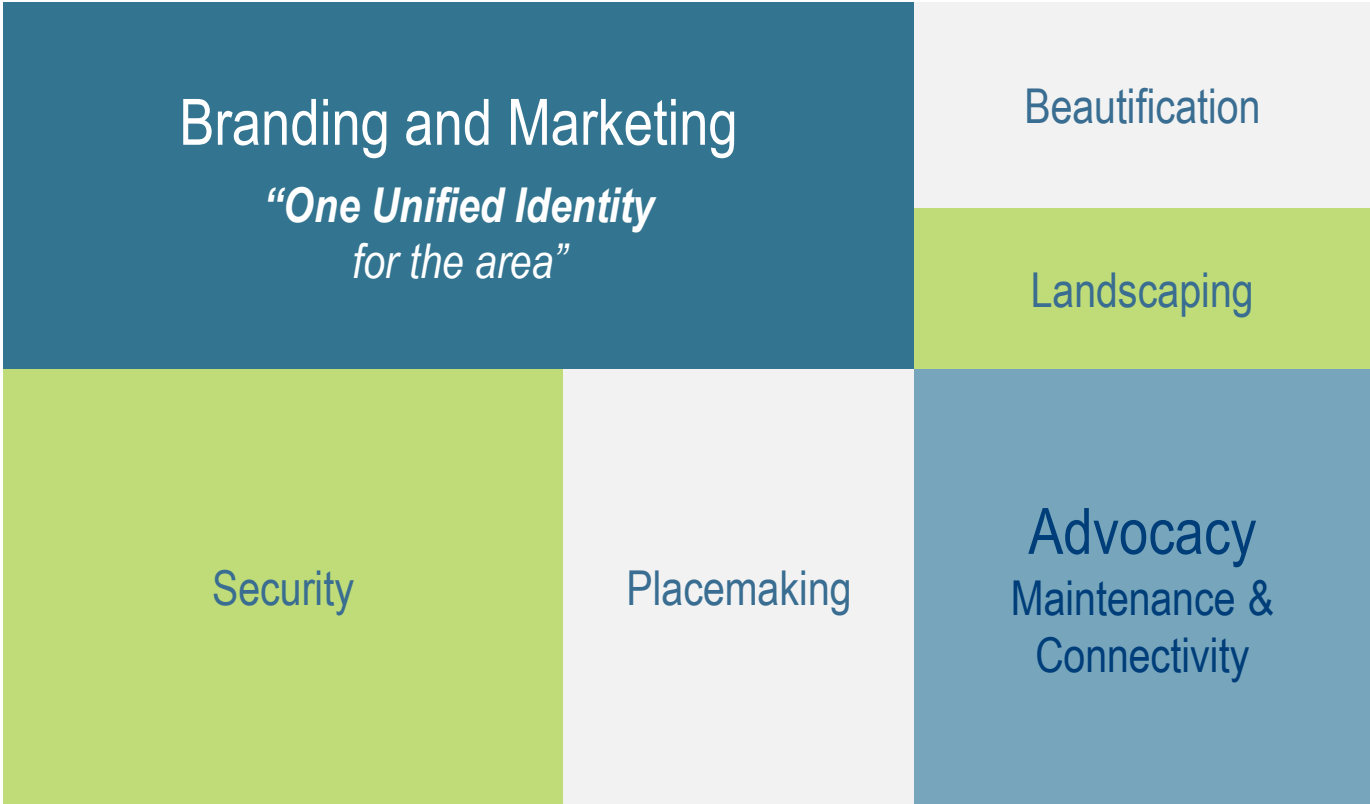 Branding and Marketing
“One Unified Identity
for the area”
Beautification
Landscaping
Security
Placemaking
Advocacy
Maintenance &
Connectivity